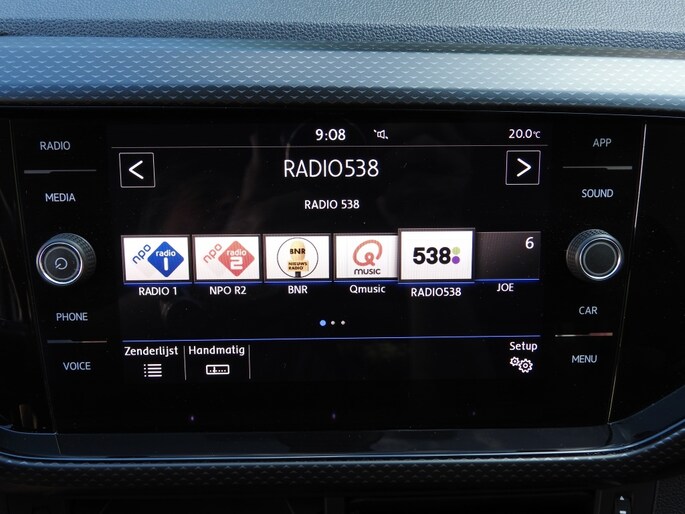 9:08 20.0°C
RADIO APP
RADIO538
MEDIA SOUND
RADIO 538
npo radio 1
npo radio 2
BNR NIEUWS RADIO
Q MUSIC
538
6
RADIO 1 NPO R2 BNR Qmusic RADIO538 JOE
PHONE CAR
Zenderlijst Handmatig Setup
VOICE MENU